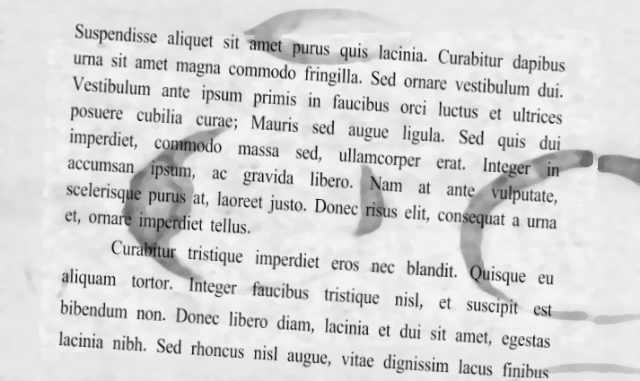 Suspendisse aliquet sit amet purus quis lacinia. Curabitur dapibus
urna sit amet magna commodo fringilla. Sed ornare vestibulum dui.
Vestibulum ante ipsum primis in faucibus orci luctus et ultrices
posuere cubilia curae; Mauris sed augue ligula. Sed quis dui
imperdiet, commodo massa sed, ullamcorper erat. Integer in
accumsan ipsum, ac gravida libero. Nam at ante vulputate,
scelerisque purus at, laoreet justo. Donec risus elit, consequat a urna
et, ornare imperdiet tellus.
Curabitur tristique imperdiet eros nec blandit. Quisque eu
aliquam tortor. Integer faucibus tristique nisl, et suscipit est
bibendum non. Donec libero diam, lacinia et dui sit amet, egestas
lacinia nibh. Sed rhoncus nisl augue, vitae dignissim lacus finibus